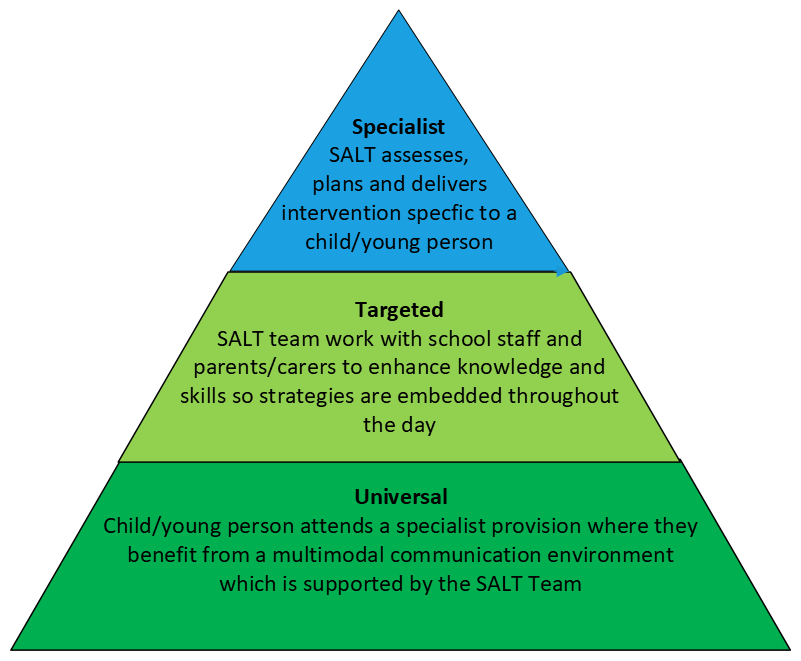 Specialist
SALT assesses,
plans and delivers
intervention specfic to a
child/young person
Targeted
SALT team work with school staff and
parents/carers to enhance knowledge and
skills so strategies are embedded throughout
the day
Universal
Child/young person attends a specialist provision where they
benefit from a multimodal communication environment
which is supported by the SALT Team